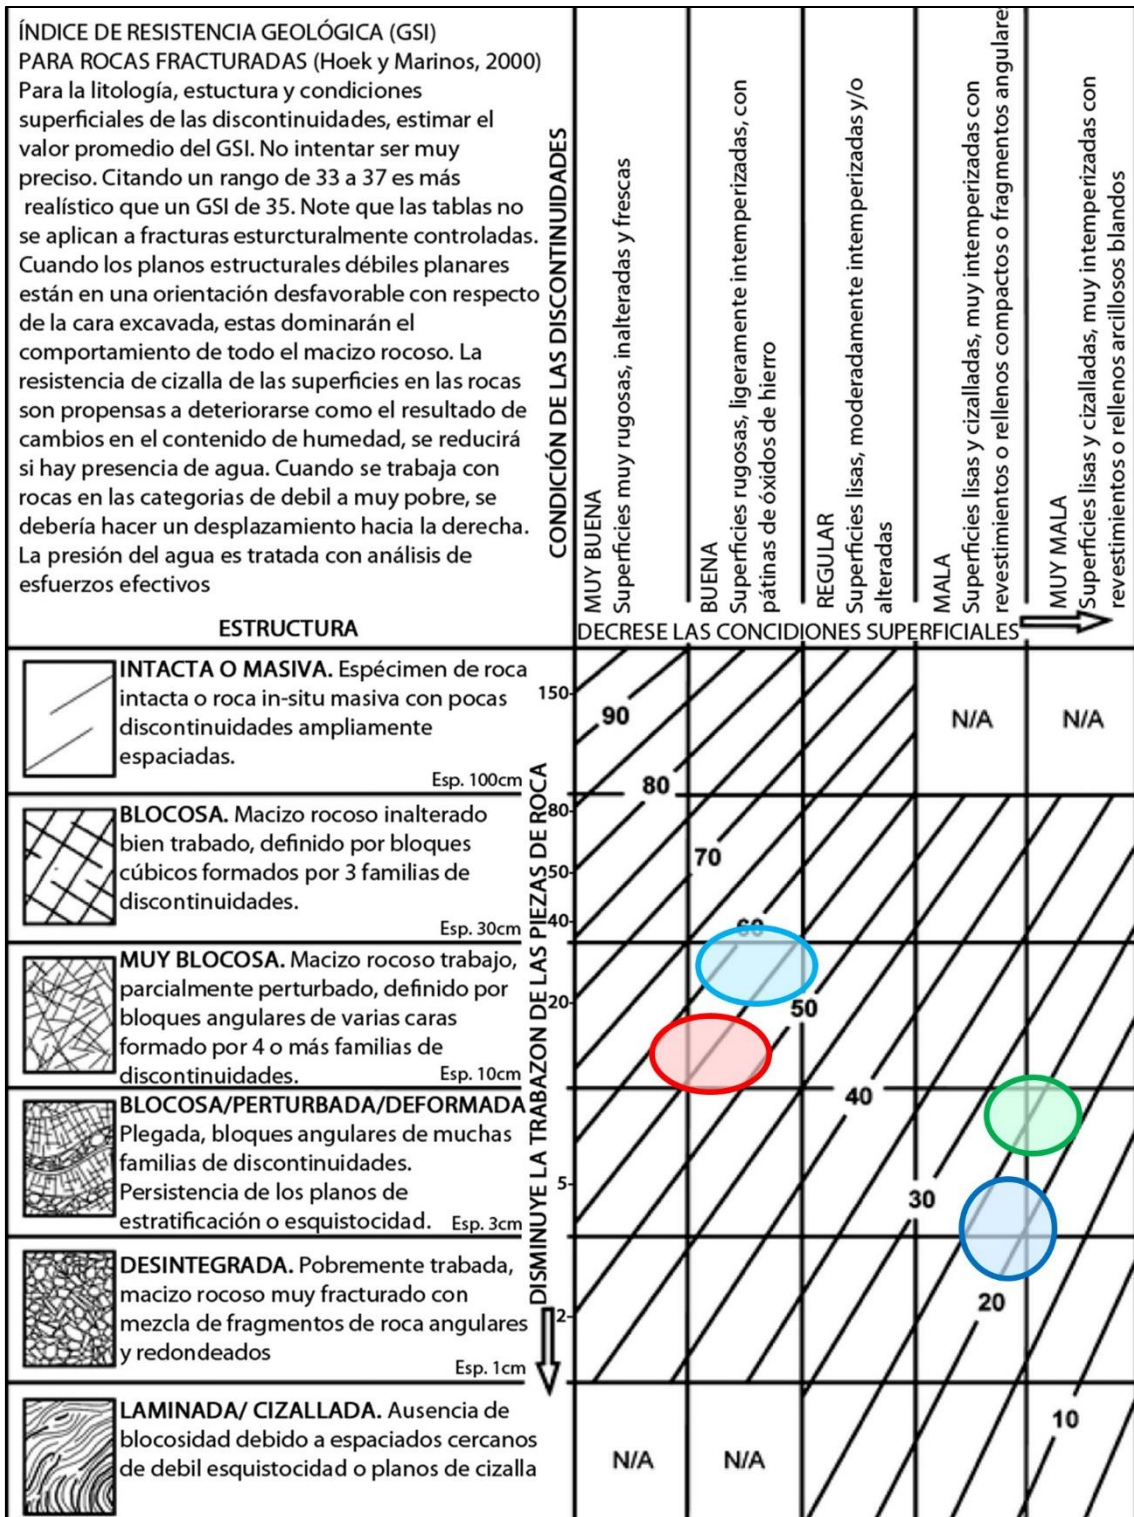 ÍNDICE DE RESISTENCIA GEOLÓGICA (GSI)
PARA ROCAS FRACTURADAS (Hoek y Marinos, 2000)
Para la litología, estuctura y condiciones
superficiales de las discontinuidades, estimar el
valor promedio del GSI. No intentar ser muy
preciso. Citando un rango de 33 a 37 es más
realístico que un GSI de 35. Note que las tablas no
se aplican a fracturas esturcturalmente controladas.
Cuando los planos estructurales débiles planares
están en una orientación desfavorable con respecto
de la cara excavada, estas dominarán el
comportamiento de todo el macizo rocoso. La
resistencia de cizalla de las superficies en las rocas
son propensas a deteriorarse como el resultado de
cambios en el contenido de humedad, se reducirá
si hay presencia de agua. Cuando se trabaja con
rocas en las categorias de debil a muy pobre, se
debería hacer un desplazamiento hacia la derecha.
La presión del agua es tratada con análisis de
esfuerzos efectivos
ESTRUCTURA
CONDICIÓN DE LAS DISCONTINUIDADES
MUY BUENA
Superficies muy rugosas, inalteradas y frescas
BUENA
Superficies rugosas, ligeramente intemperizadas, con
pátinas de óxidos de hierro
REGULAR
Superficies lisas, moderadamente intemperizadas y/o
alteradas
MALA
Superficies lisas y cizalladas, muy intemperizadas con
revestimientos o rellenos compactos o fragmentos angulares
MUY MALA
Superficies lisas y cizalladas, muy intemperizadas con
revestimientos o rellenos arcillosos blandos
DECRESE LAS CONCIDIONES SUPERFICIALES
INTACTA O MASIVA. Espécimen de roca
intacta o roca in-situ masiva con pocas
discontinuidades ampliamente
espaciadas.
Esp. 100cm
BLOCOSA. Macizo rocoso inalterado
bien trabado, definido por bloques
cúbicos formados por 3 familias de
discontinuidades.
Esp. 30cm
MUY BLOCOSA. Macizo rocoso trabajo,
parcialmente perturbado, definido por
bloques angulares de varias caras
formado por 4 o más familias de
discontinuidades.
Esp. 10cm
BLOCOSA/PERTURBADA/DEFORMADA
Plegada, bloques angulares de muchas
familias de discontinuidades.
Persistencia de los planos de
estratificación o esquistocidad.
Esp. 3cm
DESINTEGRADA. Pobremente trabada,
macizo rocoso muy fracturado con
mezcla de fragmentos de roca angulares
y redondeados
Esp. 1cm
LAMINADA/ CIZALLADA. Ausencia de
blocosidad debido a espaciados cercanos
de debil esquistocidad o planos de cizalla
DISMINUYE LA TRABAZON DE LAS PIEZAS DE ROCA
150
80
50
40
20
5
2
90
80
70
60
50
40
30
20
10
N/A
N/A
N/A
N/A